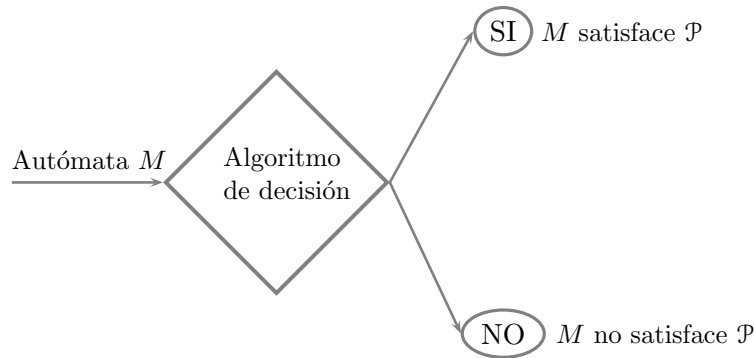 SI M satisface 𝒫
Autómata M
Algoritmo
de decisión
NO M no satisface 𝒫